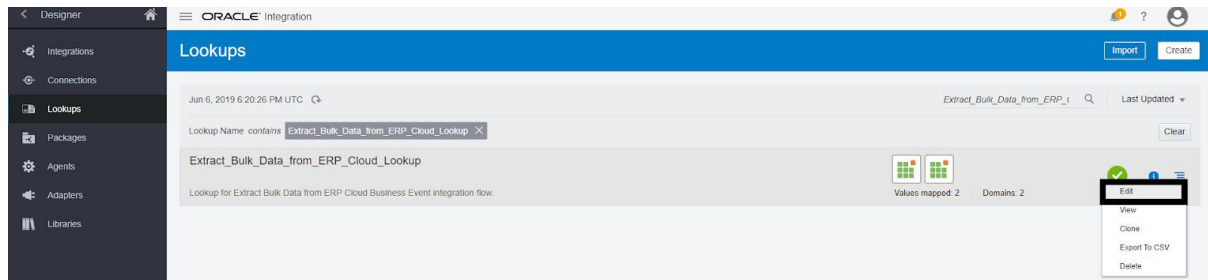 Designer
ORACLE Integration
1
?
Integrations
Connections
Lookups
Packages
Agents
Adapters
Libraries
Lookups
Import
Create
Jun 6, 2019 6:20:26 PM UTC
Extract_Bulk_Data_from_ERP_(
Last Updated
Lookup Name contains Extract_Bulk_Data_from_ERP_Cloud_Lookup X
Clear
Extract_Bulk_Data_from_ERP_Cloud_Lookup
Lookup for Extract Bulk Data from ERP Cloud Business Event integration flow.
Values mapped: 2 Domains: 2
Edit
View
Clone
Export To CSV
Delete